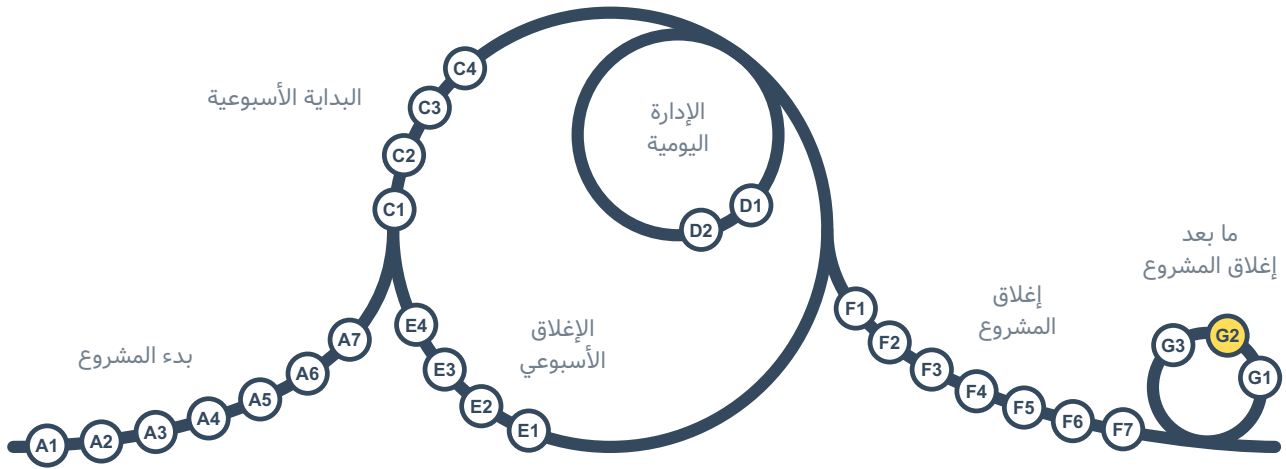 بدء المشروع
A1
A2
A3
A4
A5
A6
A7
البداية الأسبوعية
C1
C2
C3
C4
الإدارة
اليومية
D1
D2
الإغلاق
الأسبوعي
E1
E2
E3
E4
إغلاق
المشروع
F1
F2
F3
F4
F5
F6
F7
ما بعد
إغلاق المشروع
G1
G2
G3